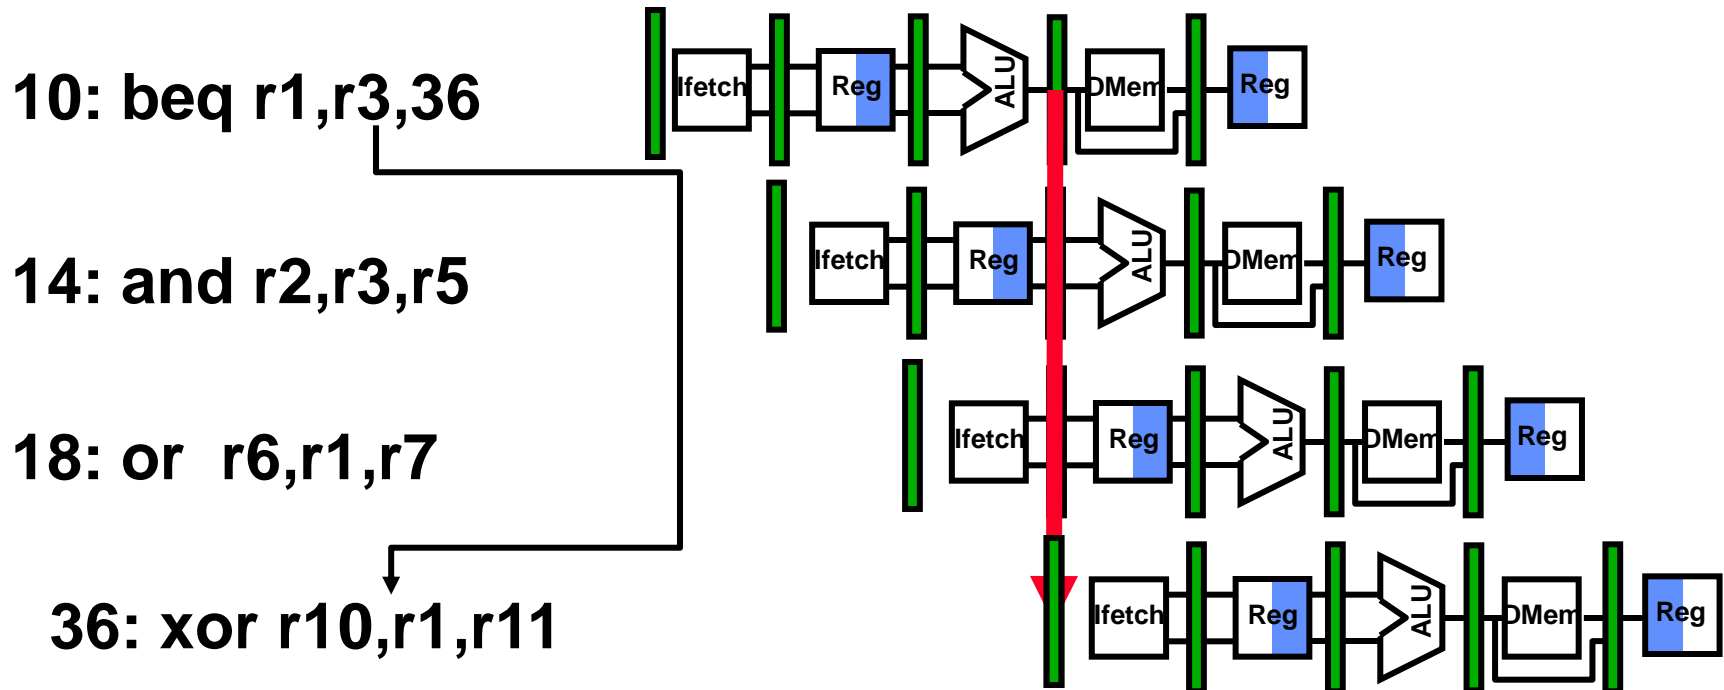 10: beq r1,r3,36
Ifetch Reg ALU DMem Reg
14: and r2,r3,r5
Ifetch Reg ALU DMem Reg
18: or r6,r1,r7
Ifetch Reg ALU DMem Reg
36: xor r10,r1,r11
Ifetch Reg ALU DMem Reg